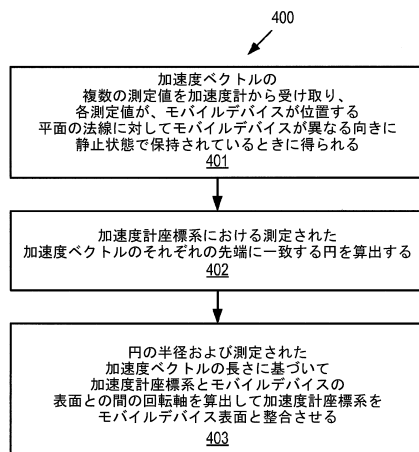 400
加速度ベクトルの
複数の測定値を加速度計から受け取り、
各測定値が、モバイルデバイスが位置する
平面の法線に対してモバイルデバイスが異なる向きに
静止状態で保持されているときに得られる
401
加速度計座標系における測定された
加速度ベクトルのそれぞれの先端に一致する円を算出する
402
円の半径および測定された
加速度ベクトルの長さに基づいて
加速度計座標系とモバイルデバイスの
表面との間の回転軸を算出して加速度計座標系を
モバイルデバイス表面と整合させる
403